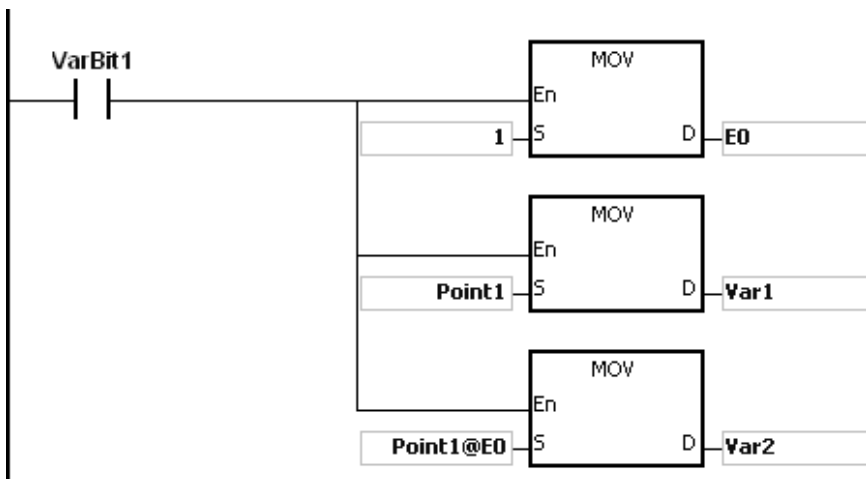 VarBit1
MOV
En
1 S D E0
MOV
En
Point1 S D Var1
MOV
En
Point1@E0 S D Var2